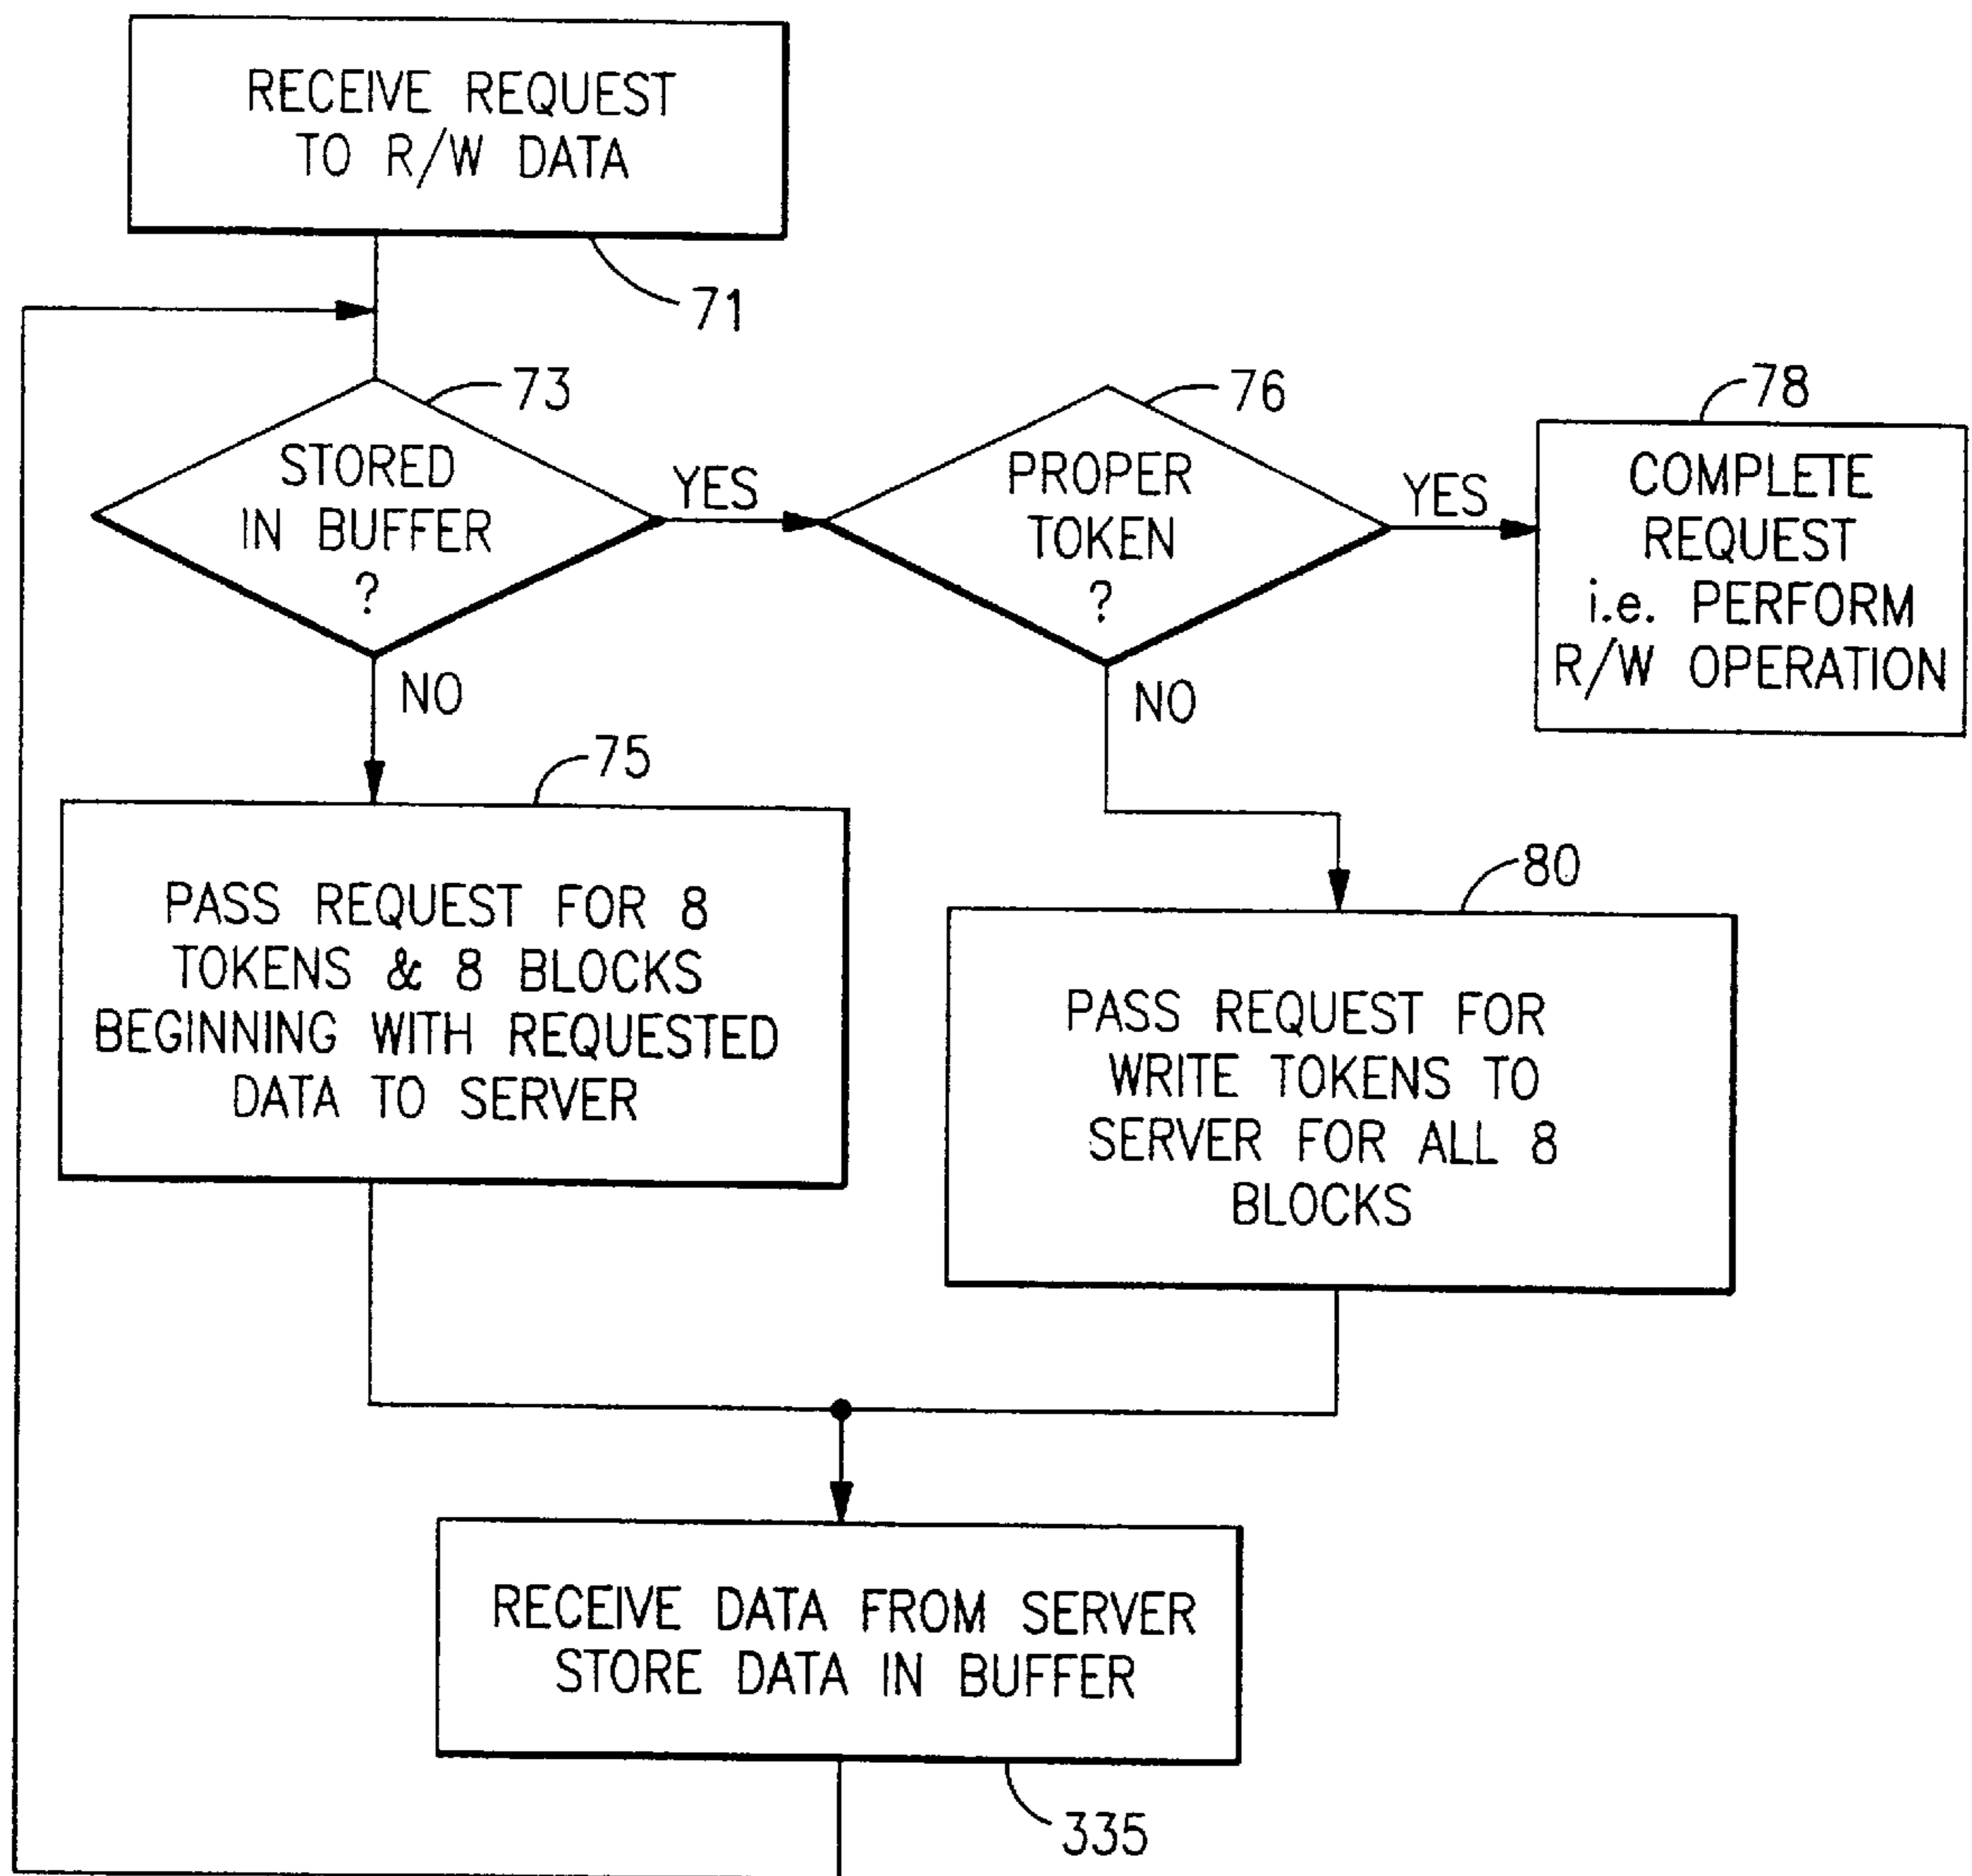 RECEIVE REQUEST
TO R/W DATA
71
73
STORED
IN BUFFER
?
YES
NO
76
PROPER
TOKEN
?
YES
NO
78
COMPLETE
REQUEST
i.e. PERFORM
R/W OPERATION
75
PASS REQUEST FOR 8
TOKENS & 8 BLOCKS
BEGINNING WITH REQUESTED
DATA TO SERVER
80
PASS REQUEST FOR
WRITE TOKENS TO
SERVER FOR ALL 8
BLOCKS
RECEIVE DATA FROM SERVER
STORE DATA IN BUFFER
335